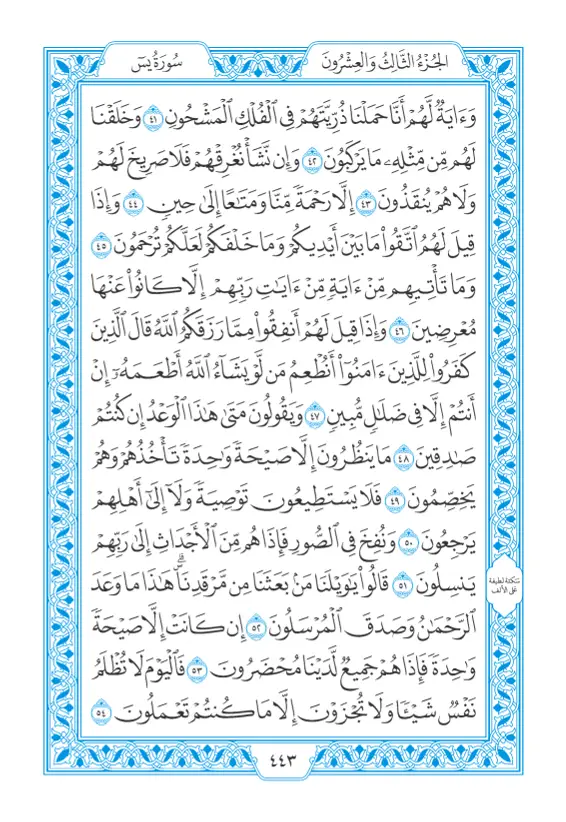 الجُزْءُ الثَّالِثُ وَالعِشْرُونَ
سُورَةُ يسٓ
وَءَايَةٌ لَّهُمْ أَنَّا حَمَلْنَا ذُرِّيَّتَهُمْ فِي ٱلْفُلْكِ ٱلْمَشْحُونِ ٤١ وَخَلَقْنَا
لَهُم مِّن مِّثْلِهِۦ مَا يَرْكَبُونَ ٤٢ وَإِن نَّشَأْ نُغْرِقْهُمْ فَلَا صَرِيخَ لَهُمْ
وَلَا هُمْ يُنقَذُونَ ٤٣ إِلَّا رَحْمَةً مِّنَّا وَمَتَٰعًا إِلَىٰ حِينٍ ٤٤ وَإِذَا
قِيلَ لَهُمُ ٱتَّقُوا۟ مَا بَيْنَ أَيْدِيكُمْ وَمَا خَلْفَكُمْ لَعَلَّكُمْ تُرْحَمُونَ ٤٥
وَمَا تَأْتِيهِم مِّنْ ءَايَةٍ مِّنْ ءَايَٰتِ رَبِّهِمْ إِلَّا كَانُوا۟ عَنْهَا
مُعْرِضِينَ ٤٦ وَإِذَا قِيلَ لَهُمْ أَنفِقُوا۟ مِمَّا رَزَقَكُمُ ٱللَّهُ قَالَ ٱلَّذِينَ
كَفَرُوا۟ لِلَّذِينَ ءَامَنُوٓا۟ أَنُطْعِمُ مَن لَّوْ يَشَآءُ ٱللَّهُ أَطْعَمَهُۥٓ إِنْ
أَنتُمْ إِلَّا فِي ضَلَٰلٍ مُّبِينٍ ٤٧ وَيَقُولُونَ مَتَىٰ هَٰذَا ٱلْوَعْدُ إِن كُنتُمْ
صَٰدِقِينَ ٤٨ مَا يَنظُرُونَ إِلَّا صَيْحَةً وَٰحِدَةً تَأْخُذُهُمْ وَهُمْ
يَخِصِّمُونَ ٤٩ فَلَا يَسْتَطِيعُونَ تَوْصِيَةً وَلَآ إِلَىٰٓ أَهْلِهِمْ
يَرْجِعُونَ ٥٠ وَنُفِخَ فِي ٱلصُّورِ فَإِذَا هُم مِّنَ ٱلْأَجْدَاثِ إِلَىٰ رَبِّهِمْ
يَنسِلُونَ ٥١ قَالُوا۟ يَٰوَيْلَنَا مَنۢ بَعَثَنَا مِن مَّرْقَدِنَاۜ ۗ هَٰذَا مَا وَعَدَ
ٱلرَّحْمَٰنُ وَصَدَقَ ٱلْمُرْسَلُونَ ٥٢ إِن كَانَتْ إِلَّا صَيْحَةً
وَٰحِدَةً فَإِذَا هُمْ جَمِيعٌ لَّدَيْنَا مُحْضَرُونَ ٥٣ فَٱلْيَوْمَ لَا تُظْلَمُ
نَفْسٌ شَيْـًٔا وَلَا تُجْزَوْنَ إِلَّا مَا كُنتُمْ تَعْمَلُونَ ٥٤
سَكتة لطيفة
على الألف
٤٤٣